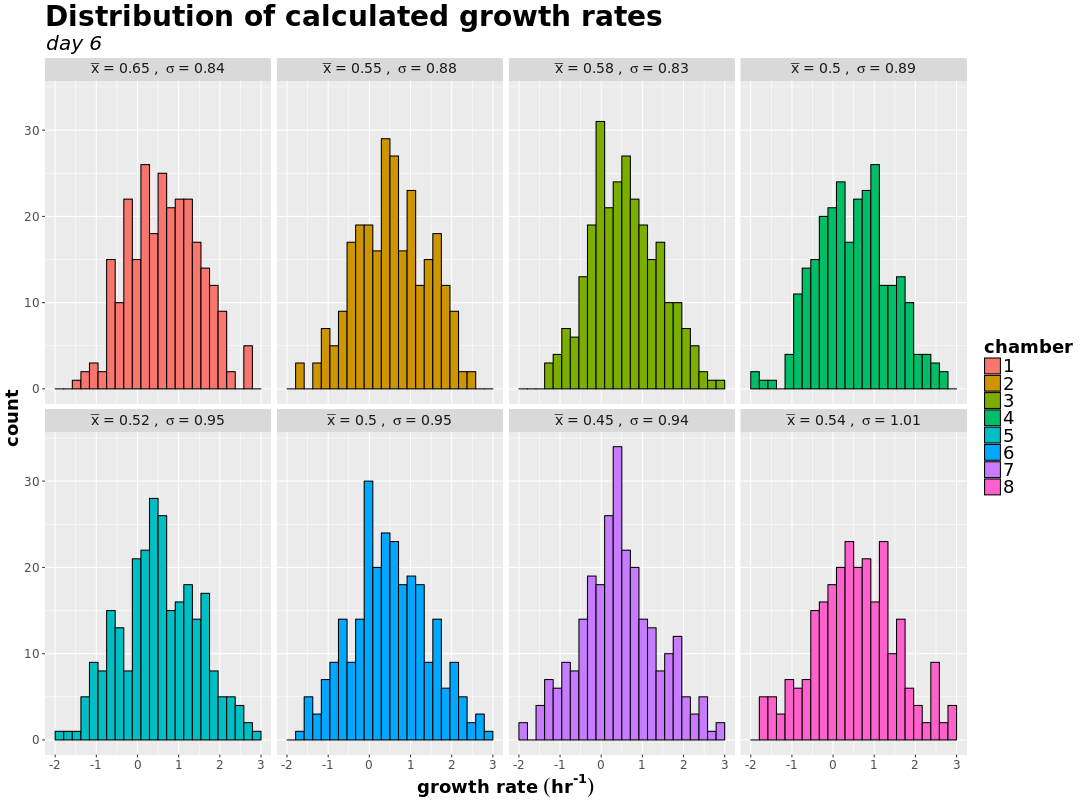 Distribution of calculated growth rates
day 6
x̅ = 0.65 , σ = 0.84
x̅ = 0.55 , σ = 0.88
x̅ = 0.58 , σ = 0.83
x̅ = 0.5 , σ = 0.89
30
20
10
0
x̅ = 0.52 , σ = 0.95
x̅ = 0.5 , σ = 0.95
x̅ = 0.45 , σ = 0.94
x̅ = 0.54 , σ = 1.01
30
20
10
0
-2 -1 0 1 2 3
-2 -1 0 1 2 3
-2 -1 0 1 2 3
-2 -1 0 1 2 3
count
growth rate (hr⁻¹)
chamber
1
2
3
4
5
6
7
8